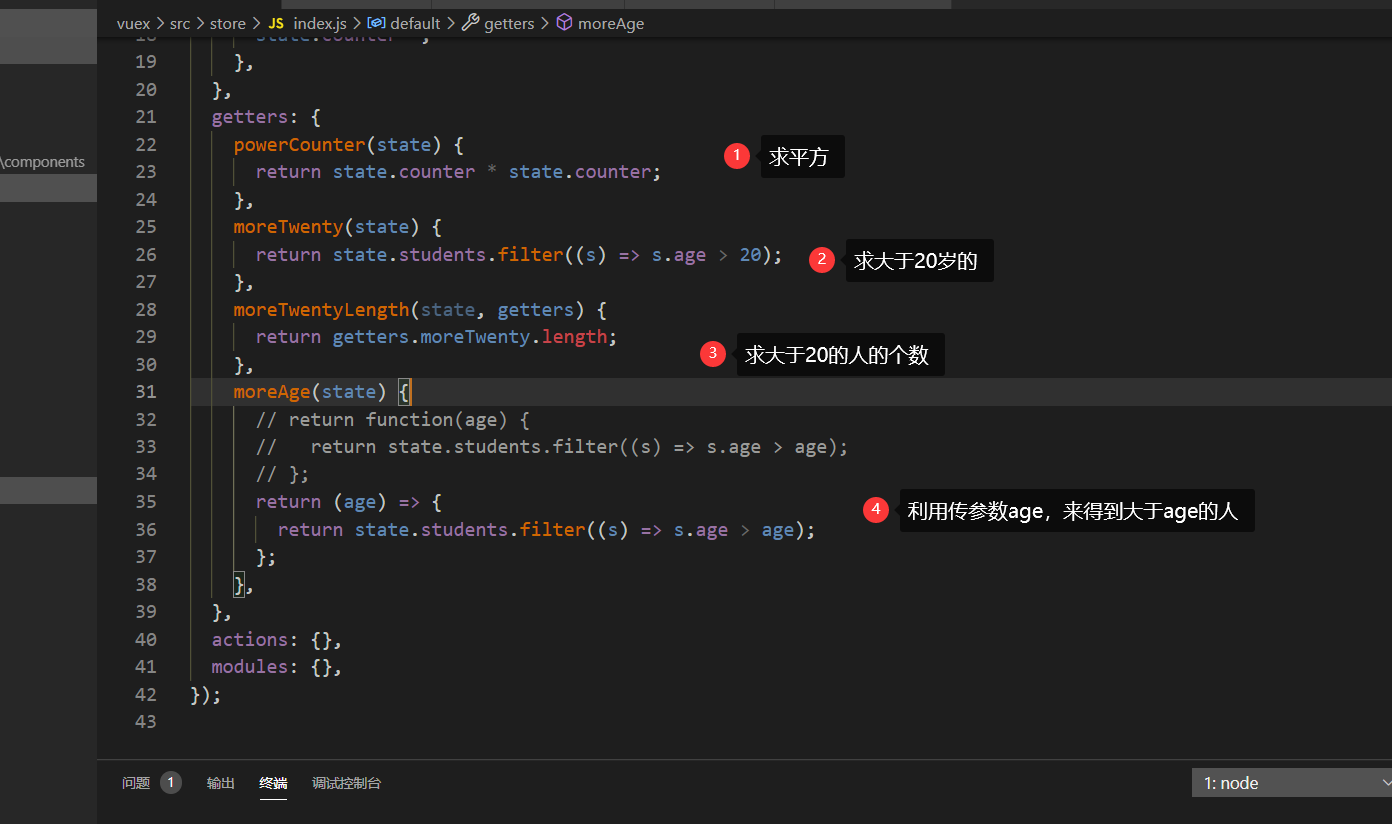 vuex > src > store > JS index.js > default > getters > moreAge
\components
18 state.counter--;
19 },
20 },
21 getters: {
22 powerCounter(state) {
23 return state.counter * state.counter;
1 求平方
24 },
25 moreTwenty(state) {
26 return state.students.filter((s) => s.age > 20);
2 求大于20岁的
27 },
28 moreTwentyLength(state, getters) {
29 return getters.moreTwenty.length;
3 求大于20的人的个数
30 },
31 moreAge(state) {
32 // return function(age) {
33 //   return state.students.filter((s) => s.age > age);
34 // };
35 return (age) => {
36 return state.students.filter((s) => s.age > age);
4 利用传参数age，来得到大于age的人
37 };
38 },
39 },
40 actions: {},
41 modules: {},
42 });
43
问题 1 输出 终端 调试控制台
1: node